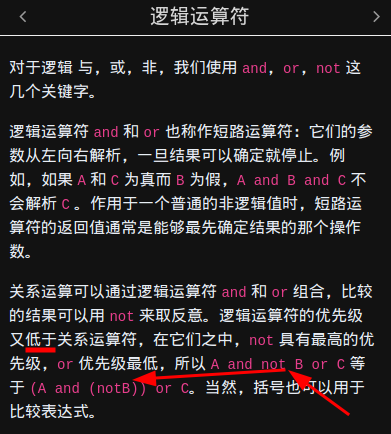 逻辑运算符
对于逻辑 与，或，非，我们使用 and，or，not 这
几个关键字。
逻辑运算符 and 和 or 也称作短路运算符：它们的参
数从左向右解析，一旦结果可以确定就停止。例
如，如果 A 和 C 为真而 B 为假，A and B and C 不
会解析 C 。作用于一个普通的非逻辑值时，短路运
算符的返回值通常是能够最先确定结果的那个操作
数。
关系运算可以通过逻辑运算符 and 和 or 组合，比较
的结果可以用 not 来取反意。逻辑运算符的优先级
又低于关系运算符，在它们之中，not 具有最高的优
先级，or 优先级最低，所以 A and not B or C 等
于 (A and (notB)) or C。当然，括号也可以用于
比较表达式。